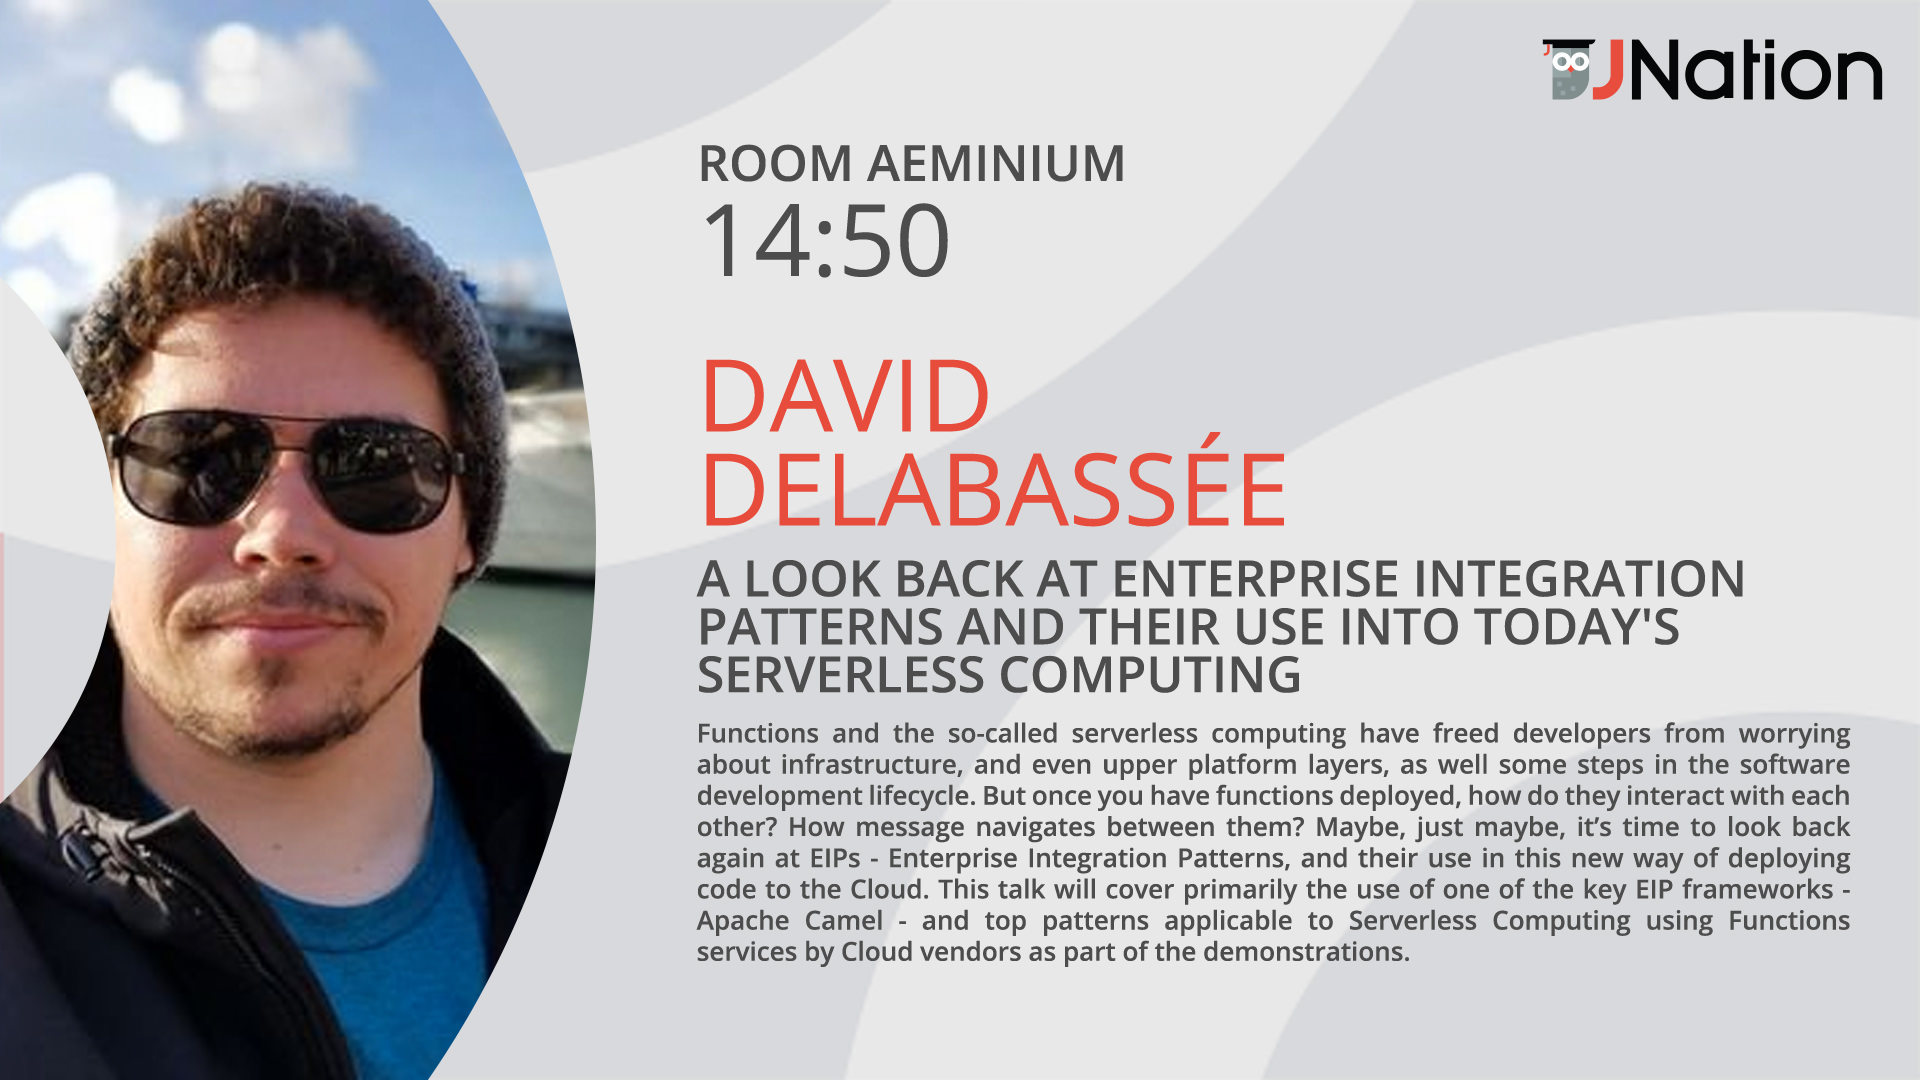 JNation
ROOM AEMINIUM
14:50
DAVID
DELABASSÉE
A LOOK BACK AT ENTERPRISE INTEGRATION
PATTERNS AND THEIR USE INTO TODAY'S
SERVERLESS COMPUTING
Functions and the so-called serverless computing have freed developers from worrying
about infrastructure, and even upper platform layers, as well some steps in the software
development lifecycle. But once you have functions deployed, how do they interact with each
other? How message navigates between them? Maybe, just maybe, it’s time to look back
again at EIPs - Enterprise Integration Patterns, and their use in this new way of deploying
code to the Cloud. This talk will cover primarily the use of one of the key EIP frameworks -
Apache Camel - and top patterns applicable to Serverless Computing using Functions
services by Cloud vendors as part of the demonstrations.